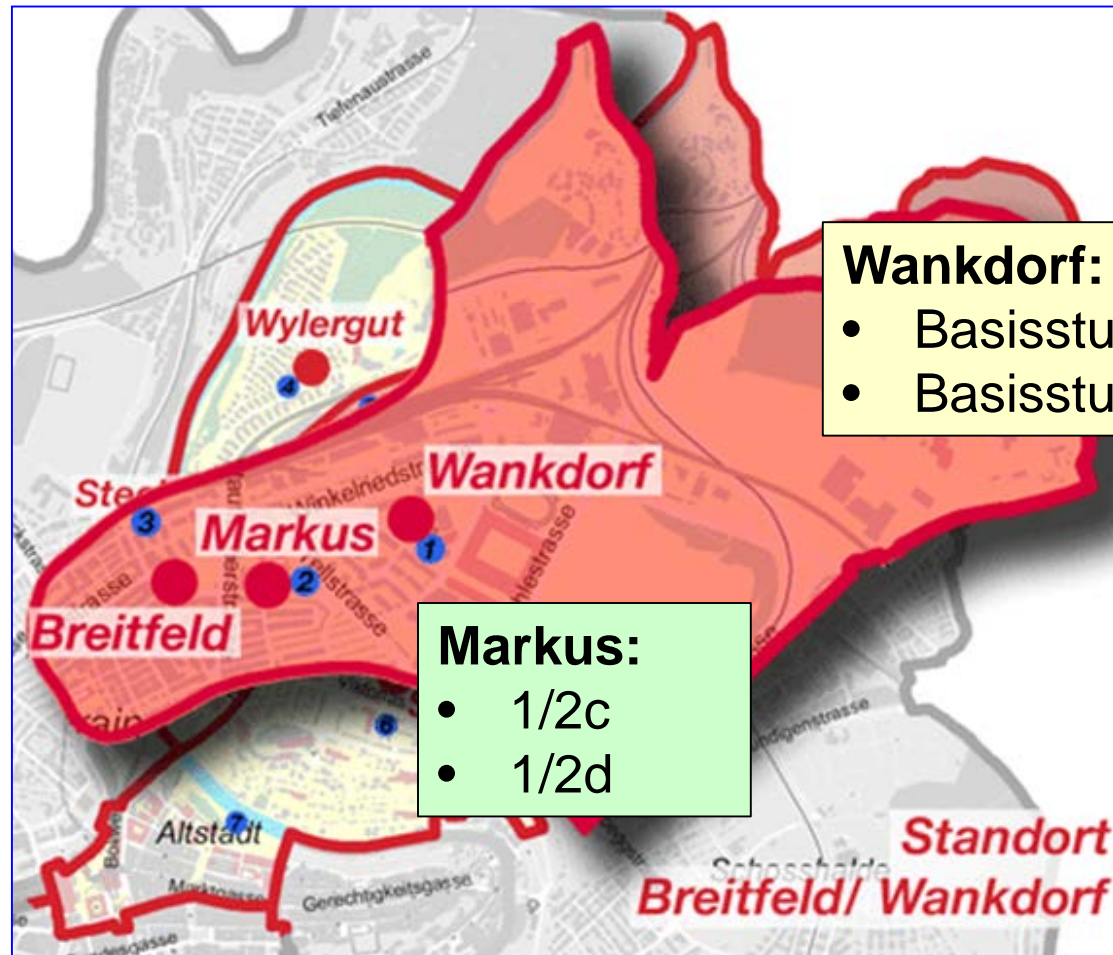 Tiefenaustrasse
Wylergut
4
Wankdorf:
• Basisstu
• Basisstu
Winkelriedstr
Wankdorf
3
Markus
1
2
Breitfeld
Markus:
• 1/2c
• 1/2d
6
7
Altstadt
Marktgasse
Gerechtigkeitsgasse
Schosshalde
Standort
Breitfeld/ Wankdorf